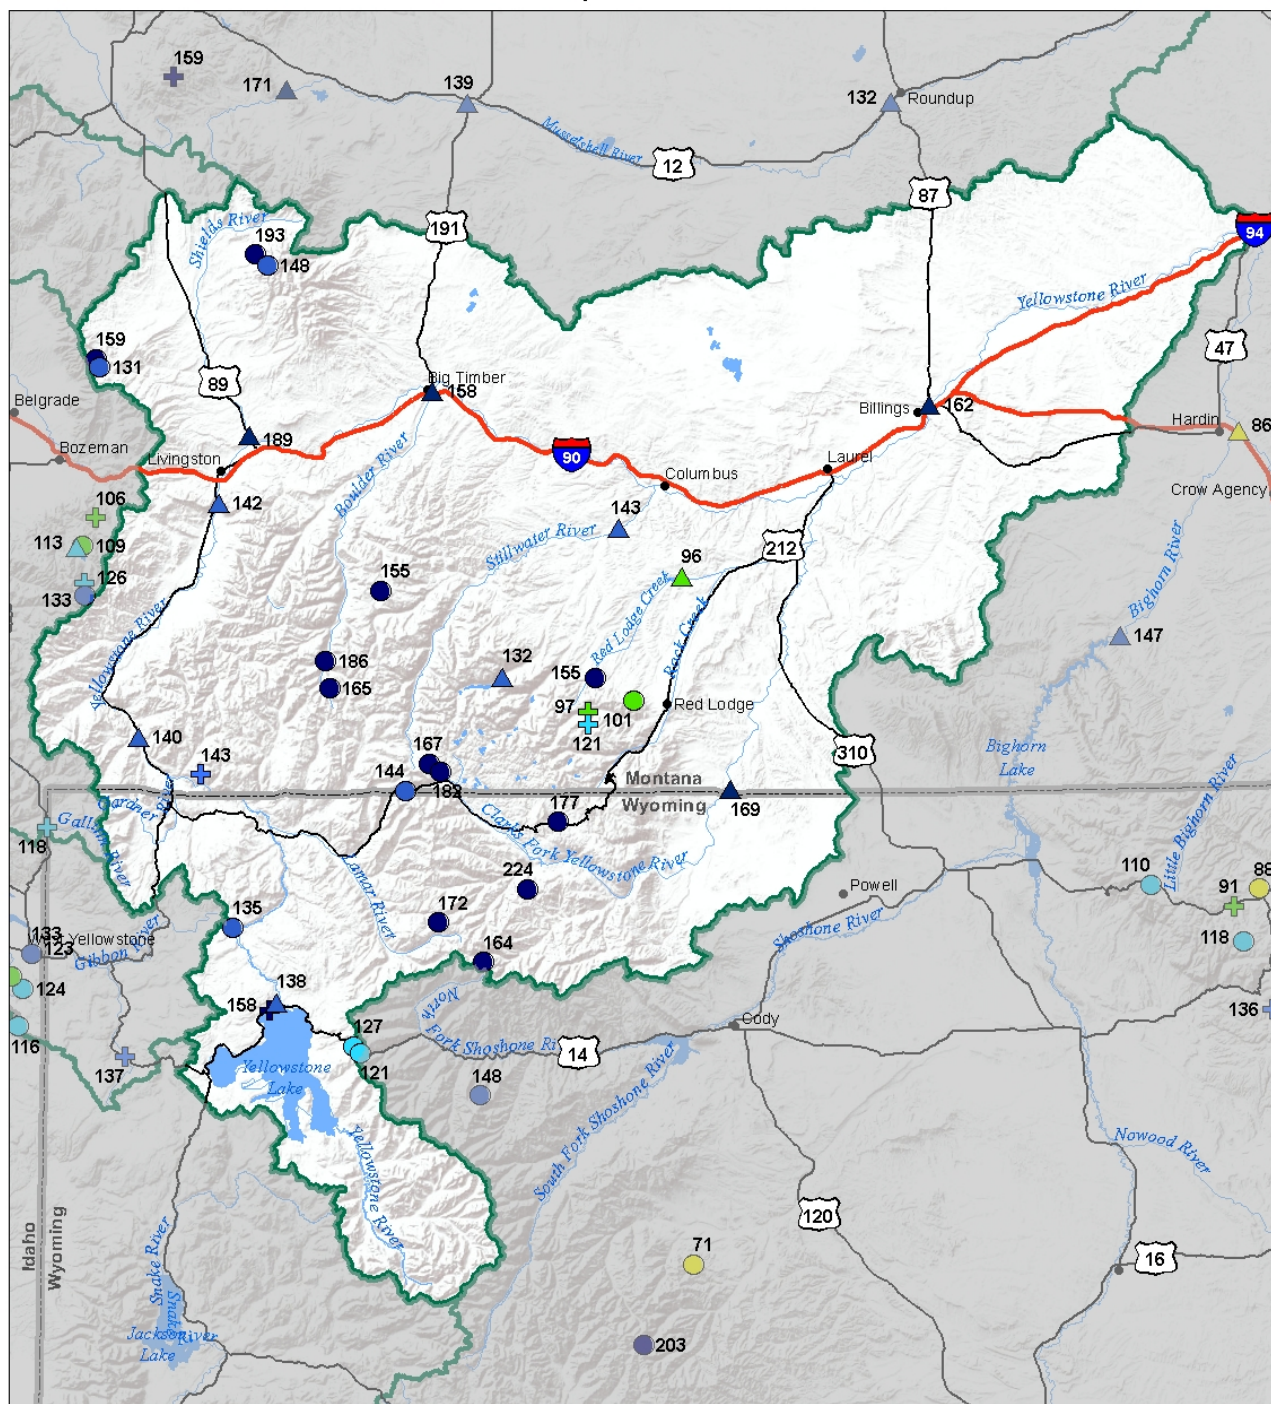 159
171
139
132
Roundup
Musselshell River
12
87
191
94
Shields River
193
148
Yellowstone River
47
159
131
89
Big Timber
158
Belgrade
Billings
162
Hardin
86
189
Bozeman
Livingston
90
Columbus
Laurel
Crow Agency
106
142
Boulder River
143
113
109
Stillwater River
212
96
126
133
155
Red Lodge Creek
Rock Creek
Bighorn River
147
Yellowstone River
186
132
155
165
97
101
Red Lodge
121
140
143
167
310
Bighorn
Lake
144
182
Montana
Wyoming
177
169
Gardner River
Gallatin River
118
Clarks Fork Yellowstone River
Little Bighorn River
Lamar River
224
Powell
110
88
91
135
172
Shoshone River
118
133
West Yellowstone
123
Gibbon River
164
124
138
158
North
Fork Shoshone Ri
136
127
Cody
116
14
121
137
Yellowstone
Lake
148
South Fork Shoshone River
Yellowstone River
Nowood River
120
Idaho
Wyoming
71
16
Snake River
Snake River
Jackson
Lake
203